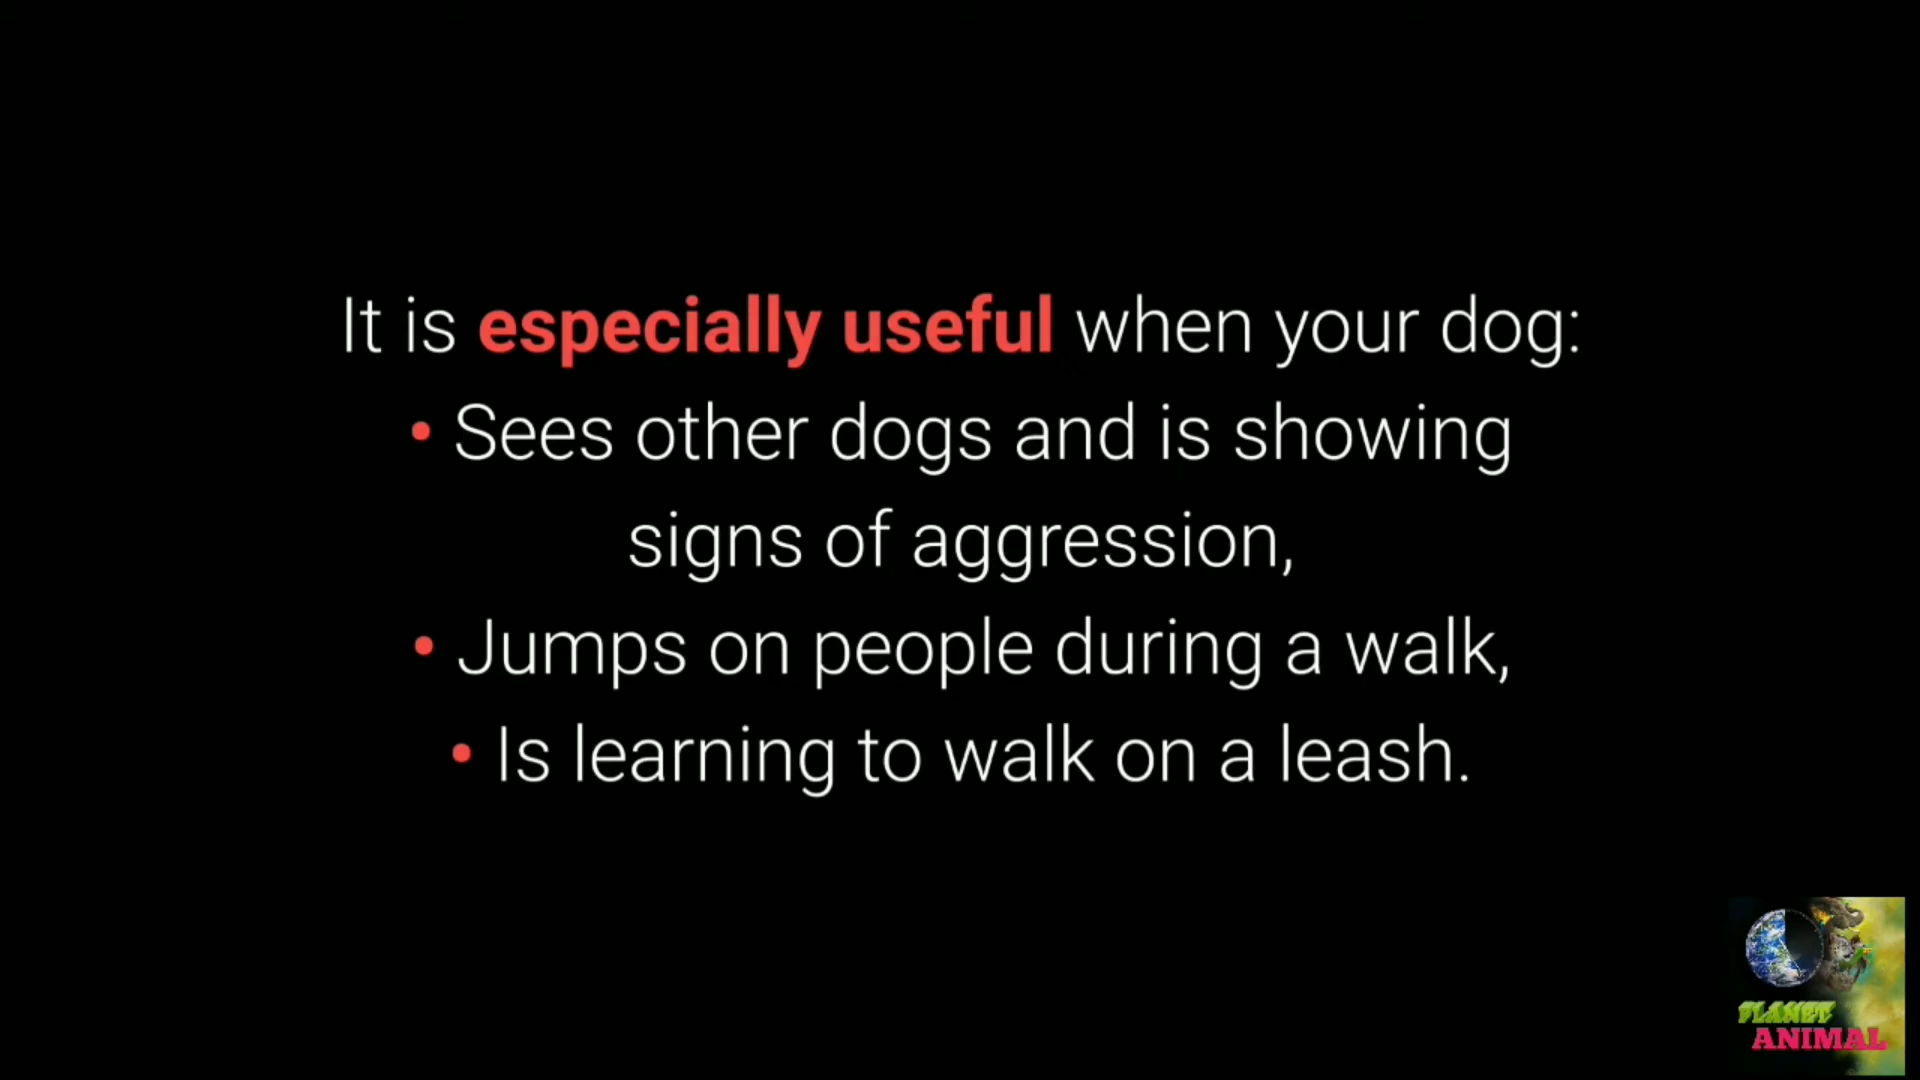 It is especially useful when your dog:
• Sees other dogs and is showing
signs of aggression,
• Jumps on people during a walk,
• Is learning to walk on a leash.
PLANET
ANIMAL